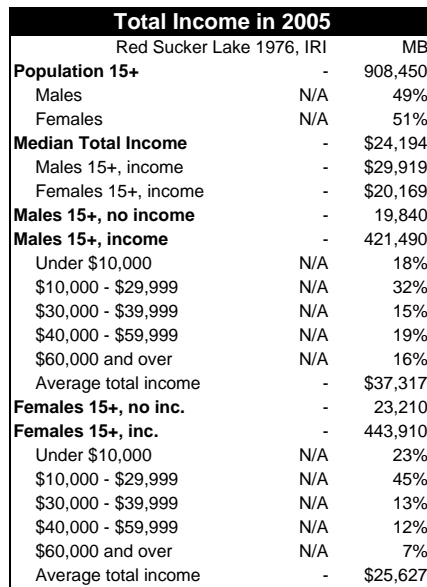 Total Income in 2005
Red Sucker Lake 1976, IRI MB
Population 15+ - 908,450
Males N/A 49%
Females N/A 51%
Median Total Income - $24,194
Males 15+, income - $29,919
Females 15+, income - $20,169
Males 15+, no income - 19,840
Males 15+, income - 421,490
Under $10,000 N/A 18%
$10,000 - $29,999 N/A 32%
$30,000 - $39,999 N/A 15%
$40,000 - $59,999 N/A 19%
$60,000 and over N/A 16%
Average total income - $37,317
Females 15+, no inc. - 23,210
Females 15+, inc. - 443,910
Under $10,000 N/A 23%
$10,000 - $29,999 N/A 45%
$30,000 - $39,999 N/A 13%
$40,000 - $59,999 N/A 12%
$60,000 and over N/A 7%
Average total income - $25,627